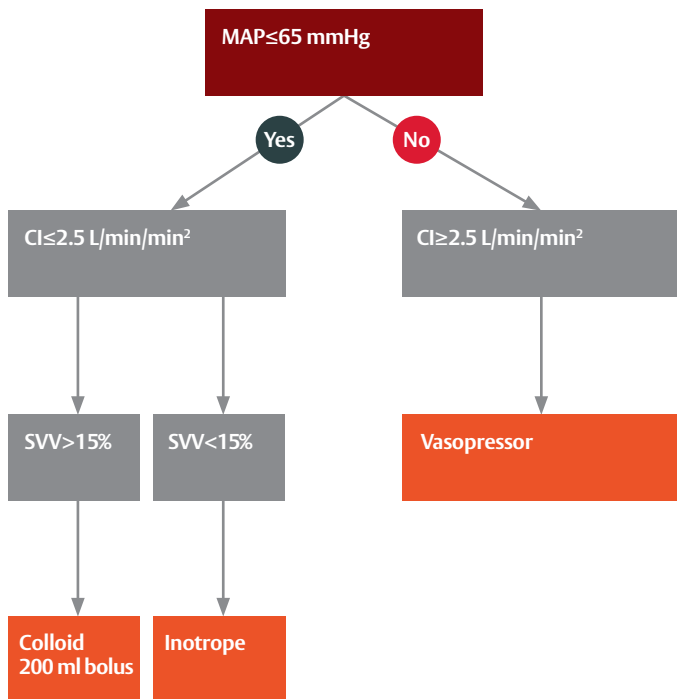 MAP≤65 mmHg
Yes
No
CI≤2.5 L/min/min²
CI≥2.5 L/min/min²
SVV>15%
SVV<15%
Vasopressor
Colloid
200 ml bolus
Inotrope